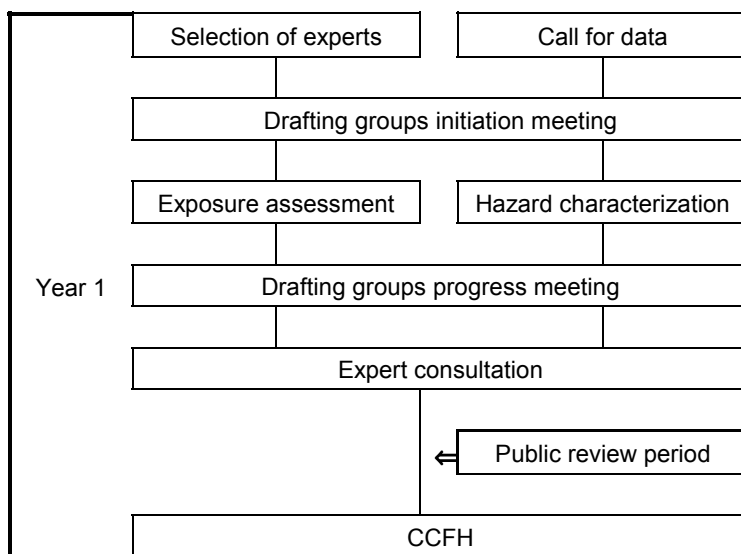 Selection of experts
Call for data
Drafting groups initiation meeting
Exposure assessment
Hazard characterization
Year 1
Drafting groups progress meeting
Expert consultation
⇐ Public review period
CCFH